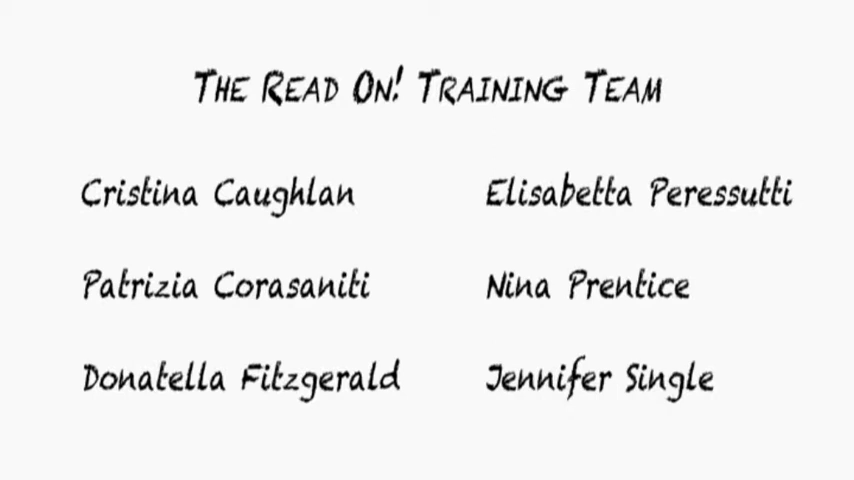 The Read On! Training Team
Cristina Caughlan
Elisabetta Peressutti
Patrizia Corasaniti
Nina Prentice
Donatella Fitzgerald
Jennifer Single